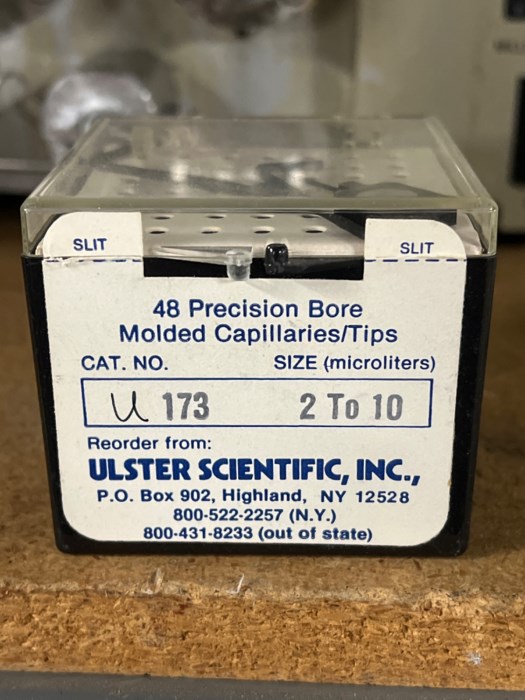 SLIT SLIT
48 Precision Bore
Molded Capillaries/Tips
CAT. NO. SIZE (microliters)
U 173 2 To 10
Reorder from:
ULSTER SCIENTIFIC, INC.,
P.O. Box 902, Highland, NY 12528
800-522-2257 (N.Y.)
800-431-8233 (out of state)